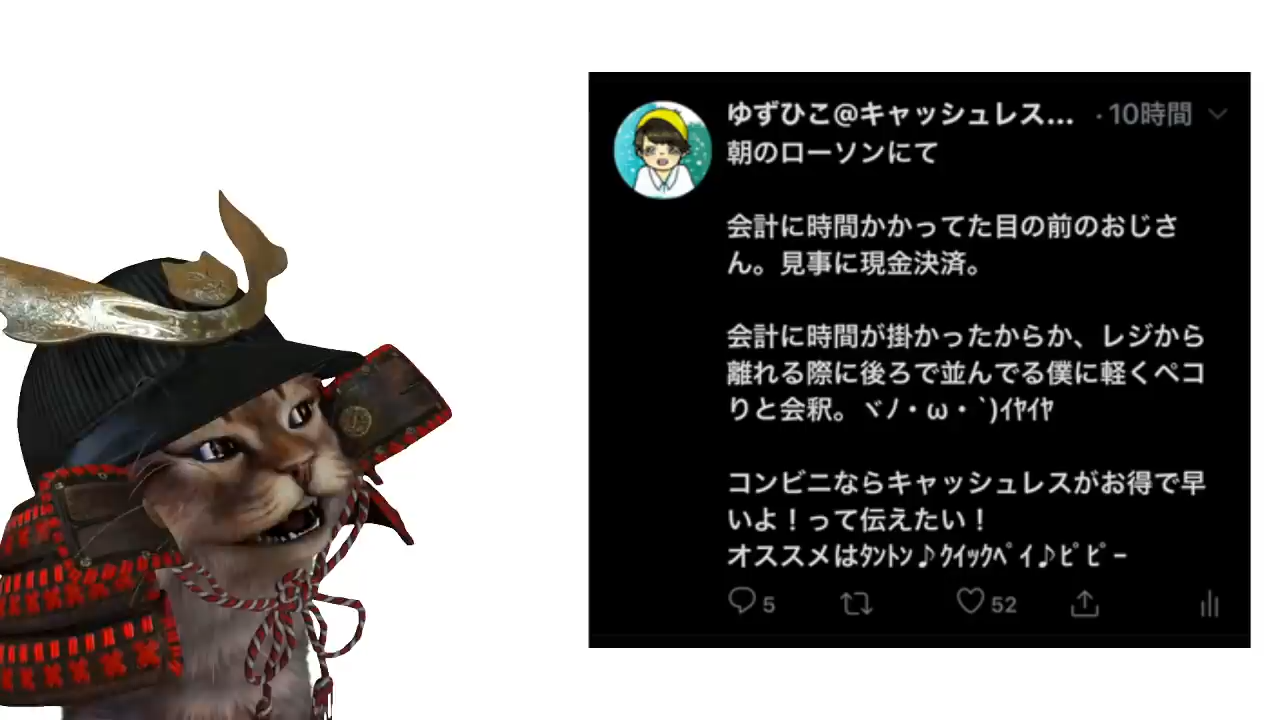 ゆずひこ@キャッシュレス... ・10時間
朝のローソンにて
会計に時間かかってた目の前のおじさ
ん。見事に現金決済。
会計に時間が掛かったからか、レジから
離れる際に後ろで並んでる僕に軽くペコ
りと会釈。ヾﾉ・ω・`)ｲﾔｲﾔ
コンビニならキャッシュレスがお得で早
いよ！って伝えたい！
オススメはﾀﾝﾄﾝ♪ｸｲｯｸﾍﾟｲ♪ﾋﾟﾋﾟｰ
5 52